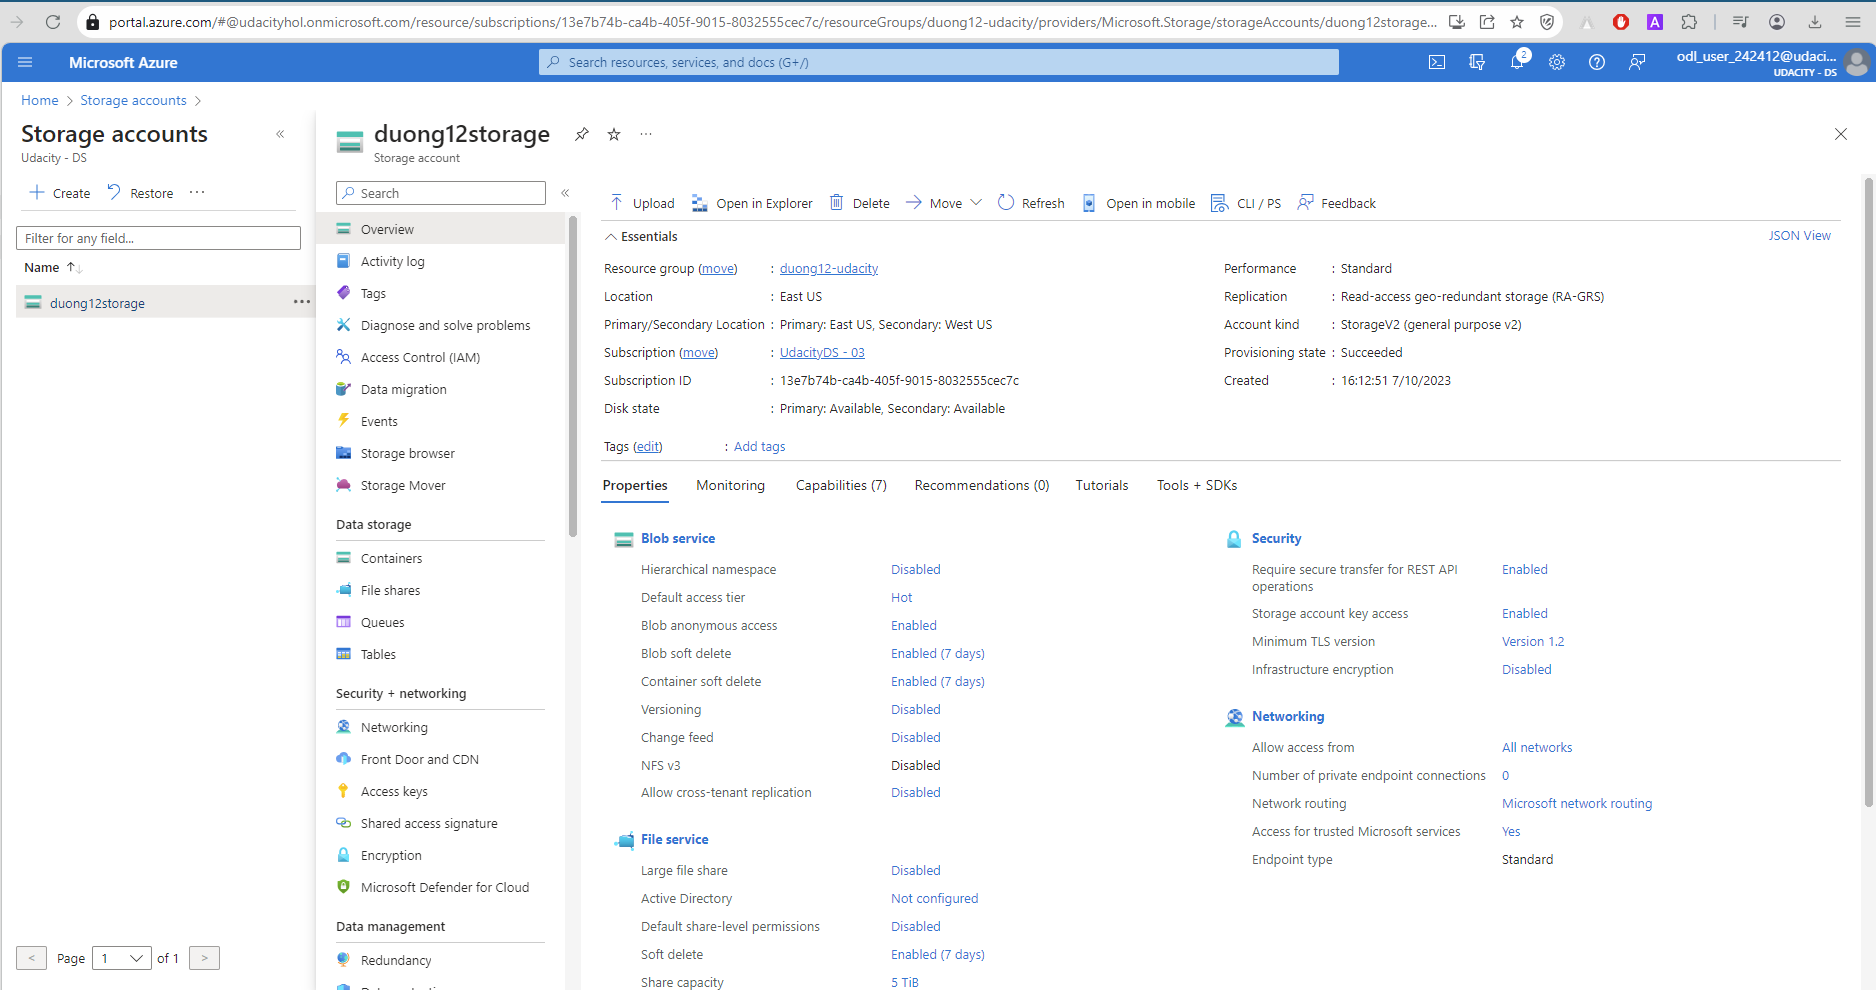 portal.azure.com/#@udacityhol.onmicrosoft.com/resource/subscriptions/13e7b74b-ca4b-405f-9015-8032555cec7c/resourceGroups/duong12-udacity/providers/Microsoft.Storage/storageAccounts/duong12storage...
Microsoft Azure
Search resources, services, and docs (G+/)
2
odl_user_242412@udaci...
UDACITY - DS
Home > Storage accounts >
Storage accounts
Udacity - DS
Create
Restore
Filter for any field...
Name
duong12storage
Page 1 of 1
duong12storage
Storage account
Search
Overview
Activity log
Tags
Diagnose and solve problems
Access Control (IAM)
Data migration
Events
Storage browser
Storage Mover
Data storage
Containers
File shares
Queues
Tables
Security + networking
Networking
Front Door and CDN
Access keys
Shared access signature
Encryption
Microsoft Defender for Cloud
Data management
Redundancy
Upload
Open in Explorer
Delete
Move
Refresh
Open in mobile
CLI / PS
Feedback
Essentials
JSON View
Resource group (move) : duong12-udacity
Location : East US
Primary/Secondary Location : Primary: East US, Secondary: West US
Subscription (move) : UdacityDS - 03
Subscription ID : 13e7b74b-ca4b-405f-9015-8032555cec7c
Disk state : Primary: Available, Secondary: Available
Performance : Standard
Replication : Read-access geo-redundant storage (RA-GRS)
Account kind : StorageV2 (general purpose v2)
Provisioning state : Succeeded
Created : 16:12:51 7/10/2023
Tags (edit) : Add tags
Properties
Monitoring
Capabilities (7)
Recommendations (0)
Tutorials
Tools + SDKs
Blob service
Hierarchical namespace Disabled
Default access tier Hot
Blob anonymous access Enabled
Blob soft delete Enabled (7 days)
Container soft delete Enabled (7 days)
Versioning Disabled
Change feed Disabled
NFS v3 Disabled
Allow cross-tenant replication Disabled
File service
Large file share Disabled
Active Directory Not configured
Default share-level permissions Disabled
Soft delete Enabled (7 days)
Share capacity 5 TiB
Security
Require secure transfer for REST API Enabled
operations
Storage account key access Enabled
Minimum TLS version Version 1.2
Infrastructure encryption Disabled
Networking
Allow access from All networks
Number of private endpoint connections 0
Network routing Microsoft network routing
Access for trusted Microsoft services Yes
Endpoint type Standard